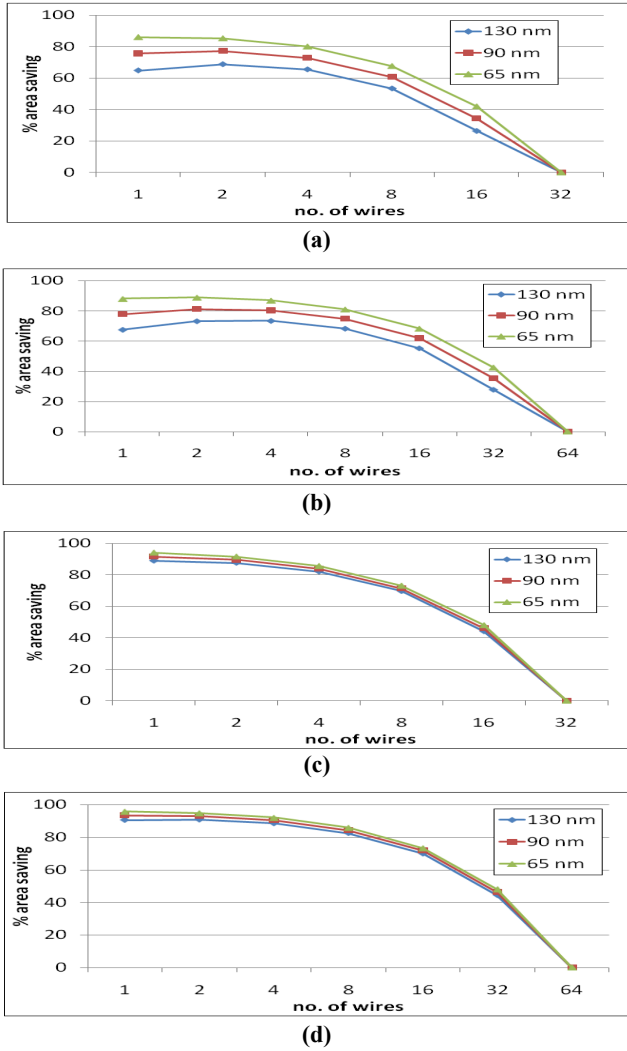 % area saving
100
80
60
40
20
0
130 nm
90 nm
65 nm
1 2 4 8 16 32
no. of wires
(a)
% area saving
100
80
60
40
20
0
130 nm
90 nm
65 nm
1 2 4 8 16 32 64
no. of wires
(b)
% area saving
100
80
60
40
20
0
130 nm
90 nm
65 nm
1 2 4 8 16 32
no. of wires
(c)
% area saving
100
80
60
40
20
0
130 nm
90 nm
65 nm
1 2 4 8 16 32 64
no. of wires
(d)